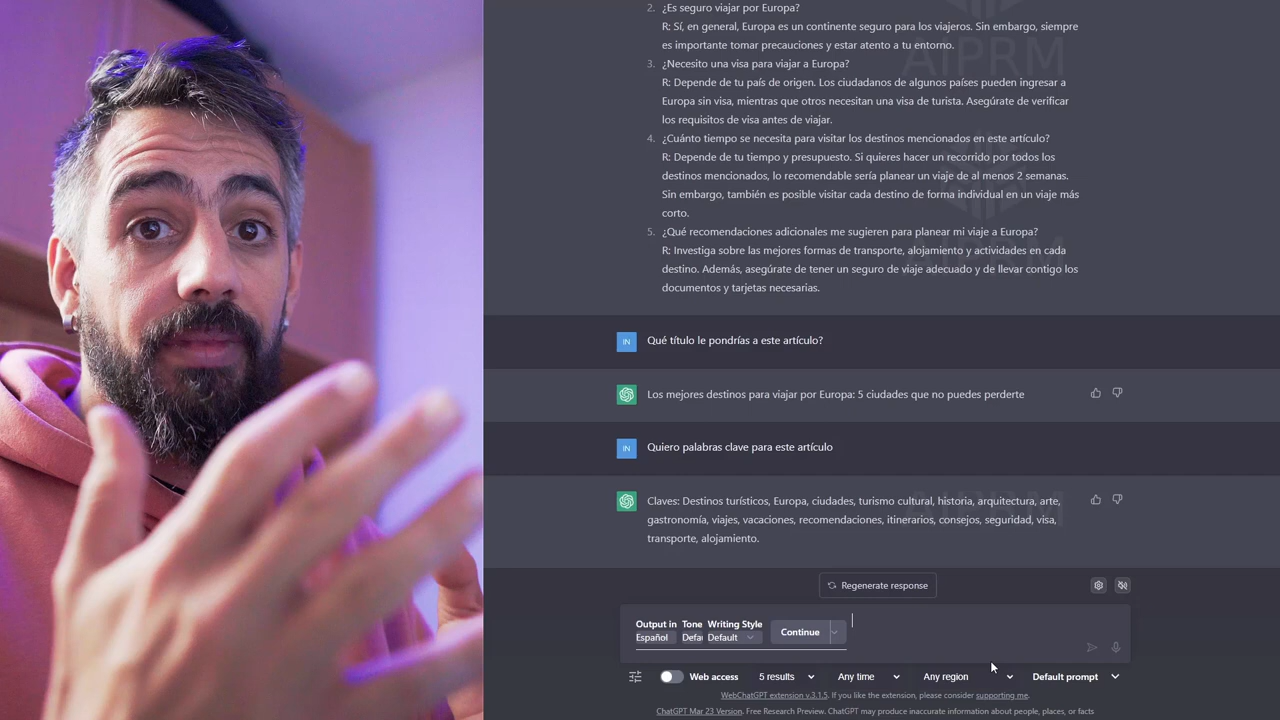 2. ¿Es seguro viajar por Europa?
R: Sí, en general, Europa es un continente seguro para los viajeros. Sin embargo, siempre
es importante tomar precauciones y estar atento a tu entorno.
3. ¿Necesito una visa para viajar a Europa?
R: Depende de tu país de origen. Los ciudadanos de algunos países pueden ingresar a
Europa sin visa, mientras que otros necesitan una visa de turista. Asegúrate de verificar
los requisitos de visa antes de viajar.
4. ¿Cuánto tiempo se necesita para visitar los destinos mencionados en este artículo?
R: Depende de tu tiempo y presupuesto. Si quieres hacer un recorrido por todos los
destinos mencionados, lo recomendable sería planear un viaje de al menos 2 semanas.
Sin embargo, también es posible visitar cada destino de forma individual en un viaje más
corto.
5. ¿Qué recomendaciones adicionales me sugieren para planear mi viaje a Europa?
R: Investiga sobre las mejores formas de transporte, alojamiento y actividades en cada
destino. Además, asegúrate de tener un seguro de viaje adecuado y de llevar contigo los
documentos y tarjetas necesarias.
AIPRM
AIPRM
IN Qué título le pondrías a este artículo?
Los mejores destinos para viajar por Europa: 5 ciudades que no puedes perderte
IN Quiero palabras clave para este artículo
Claves: Destinos turísticos, Europa, ciudades, turismo cultural, historia, arquitectura, arte,
gastronomía, viajes, vacaciones, recomendaciones, itinerarios, consejos, seguridad, visa,
transporte, alojamiento.
AIPRM
Regenerate response
Output in Tone Writing Style
Español Defau Default
Continue
Web access 5 results Any time Any region Default prompt
WebChatGPT extension v.3.1.5. If you like the extension, please consider supporting me.
ChatGPT Mar 23 Version. Free Research Preview. ChatGPT may produce inaccurate information about people, places, or facts